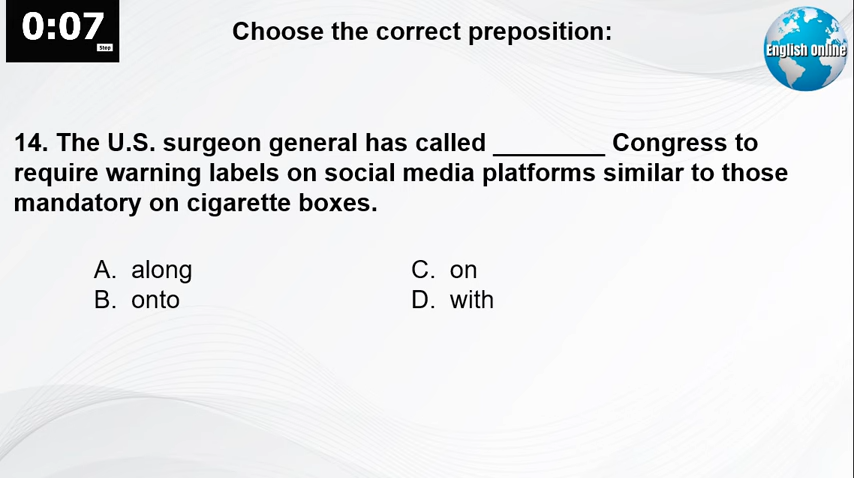 0:07
Step
Choose the correct preposition:
English Online
14. The U.S. surgeon general has called ________ Congress to
require warning labels on social media platforms similar to those
mandatory on cigarette boxes.
A. along
B. onto
C. on
D. with